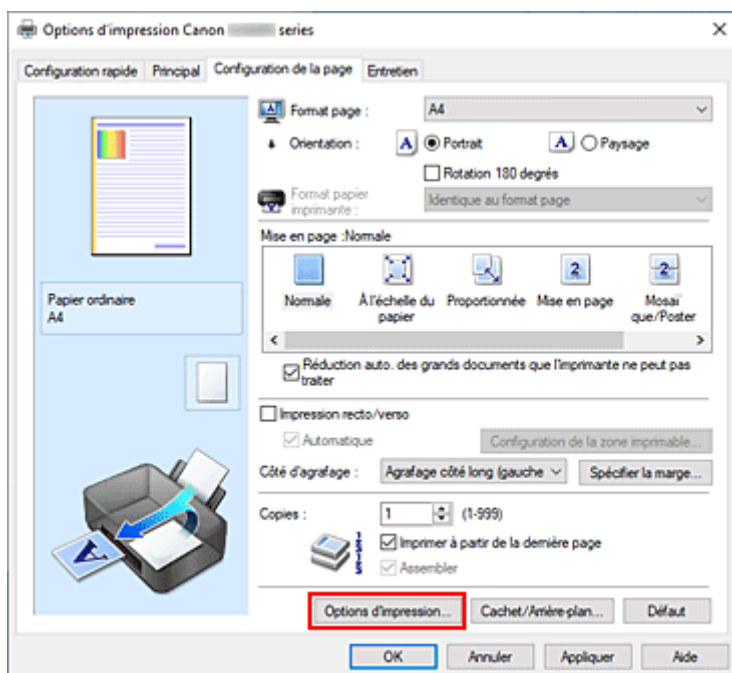 Options d'impression Canon series
Configuration rapide Principal Configuration de la page Entretien
Format page : A4
Orientation : A Portrait A Paysage
Rotation 180 degrés
Format papier
imprimante : Identique au format page
Mise en page :Normale
Normale À l'échelle du Proportionnée Mise en page Mosaï
papier que/Poster
Papier ordinaire
A4
Réduction auto. des grands documents que l'imprimante ne peut pas
traiter
Impression recto/verso
Automatique Configuration de la zone imprimable...
Côté d'agrafage : Agrafage côté long (gauche Spécifier la marge...
Copies : 1 (1-999)
Imprimer à partir de la dernière page
Assembler
Options d'impression... Cachet/Arrière-plan... Défaut
OK Annuler Appliquer Aide